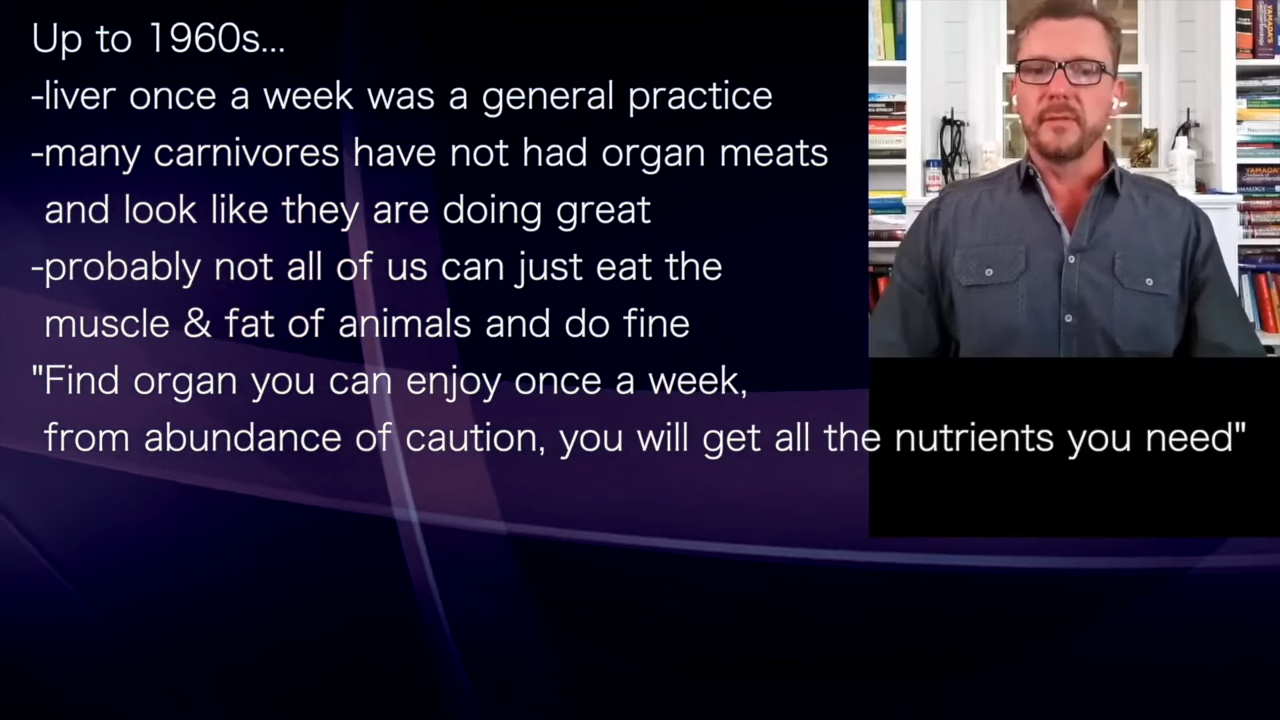 Up to 1960s...
-liver once a week was a general practice
-many carnivores have not had organ meats
and look like they are doing great
-probably not all of us can just eat the
muscle & fat of animals and do fine
"Find organ you can enjoy once a week,
from abundance of caution, you will get all the nutrients you need"
YAMADA'S
YAMADA'S